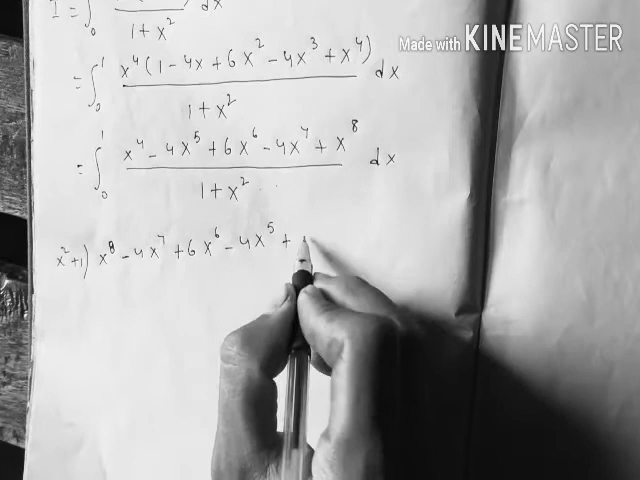 I = ∫₀ dx
1 + x²
Made with KINEMASTER
= ∫₀¹ x⁴(1 - 4x + 6x² - 4x³ + x⁴) dx
1 + x²
= ∫₀¹ x⁴ - 4x⁵ + 6x⁶ - 4x⁷ + x⁸ dx
1 + x²
x²+1) x⁸ - 4x⁷ + 6x⁶ - 4x⁵ +